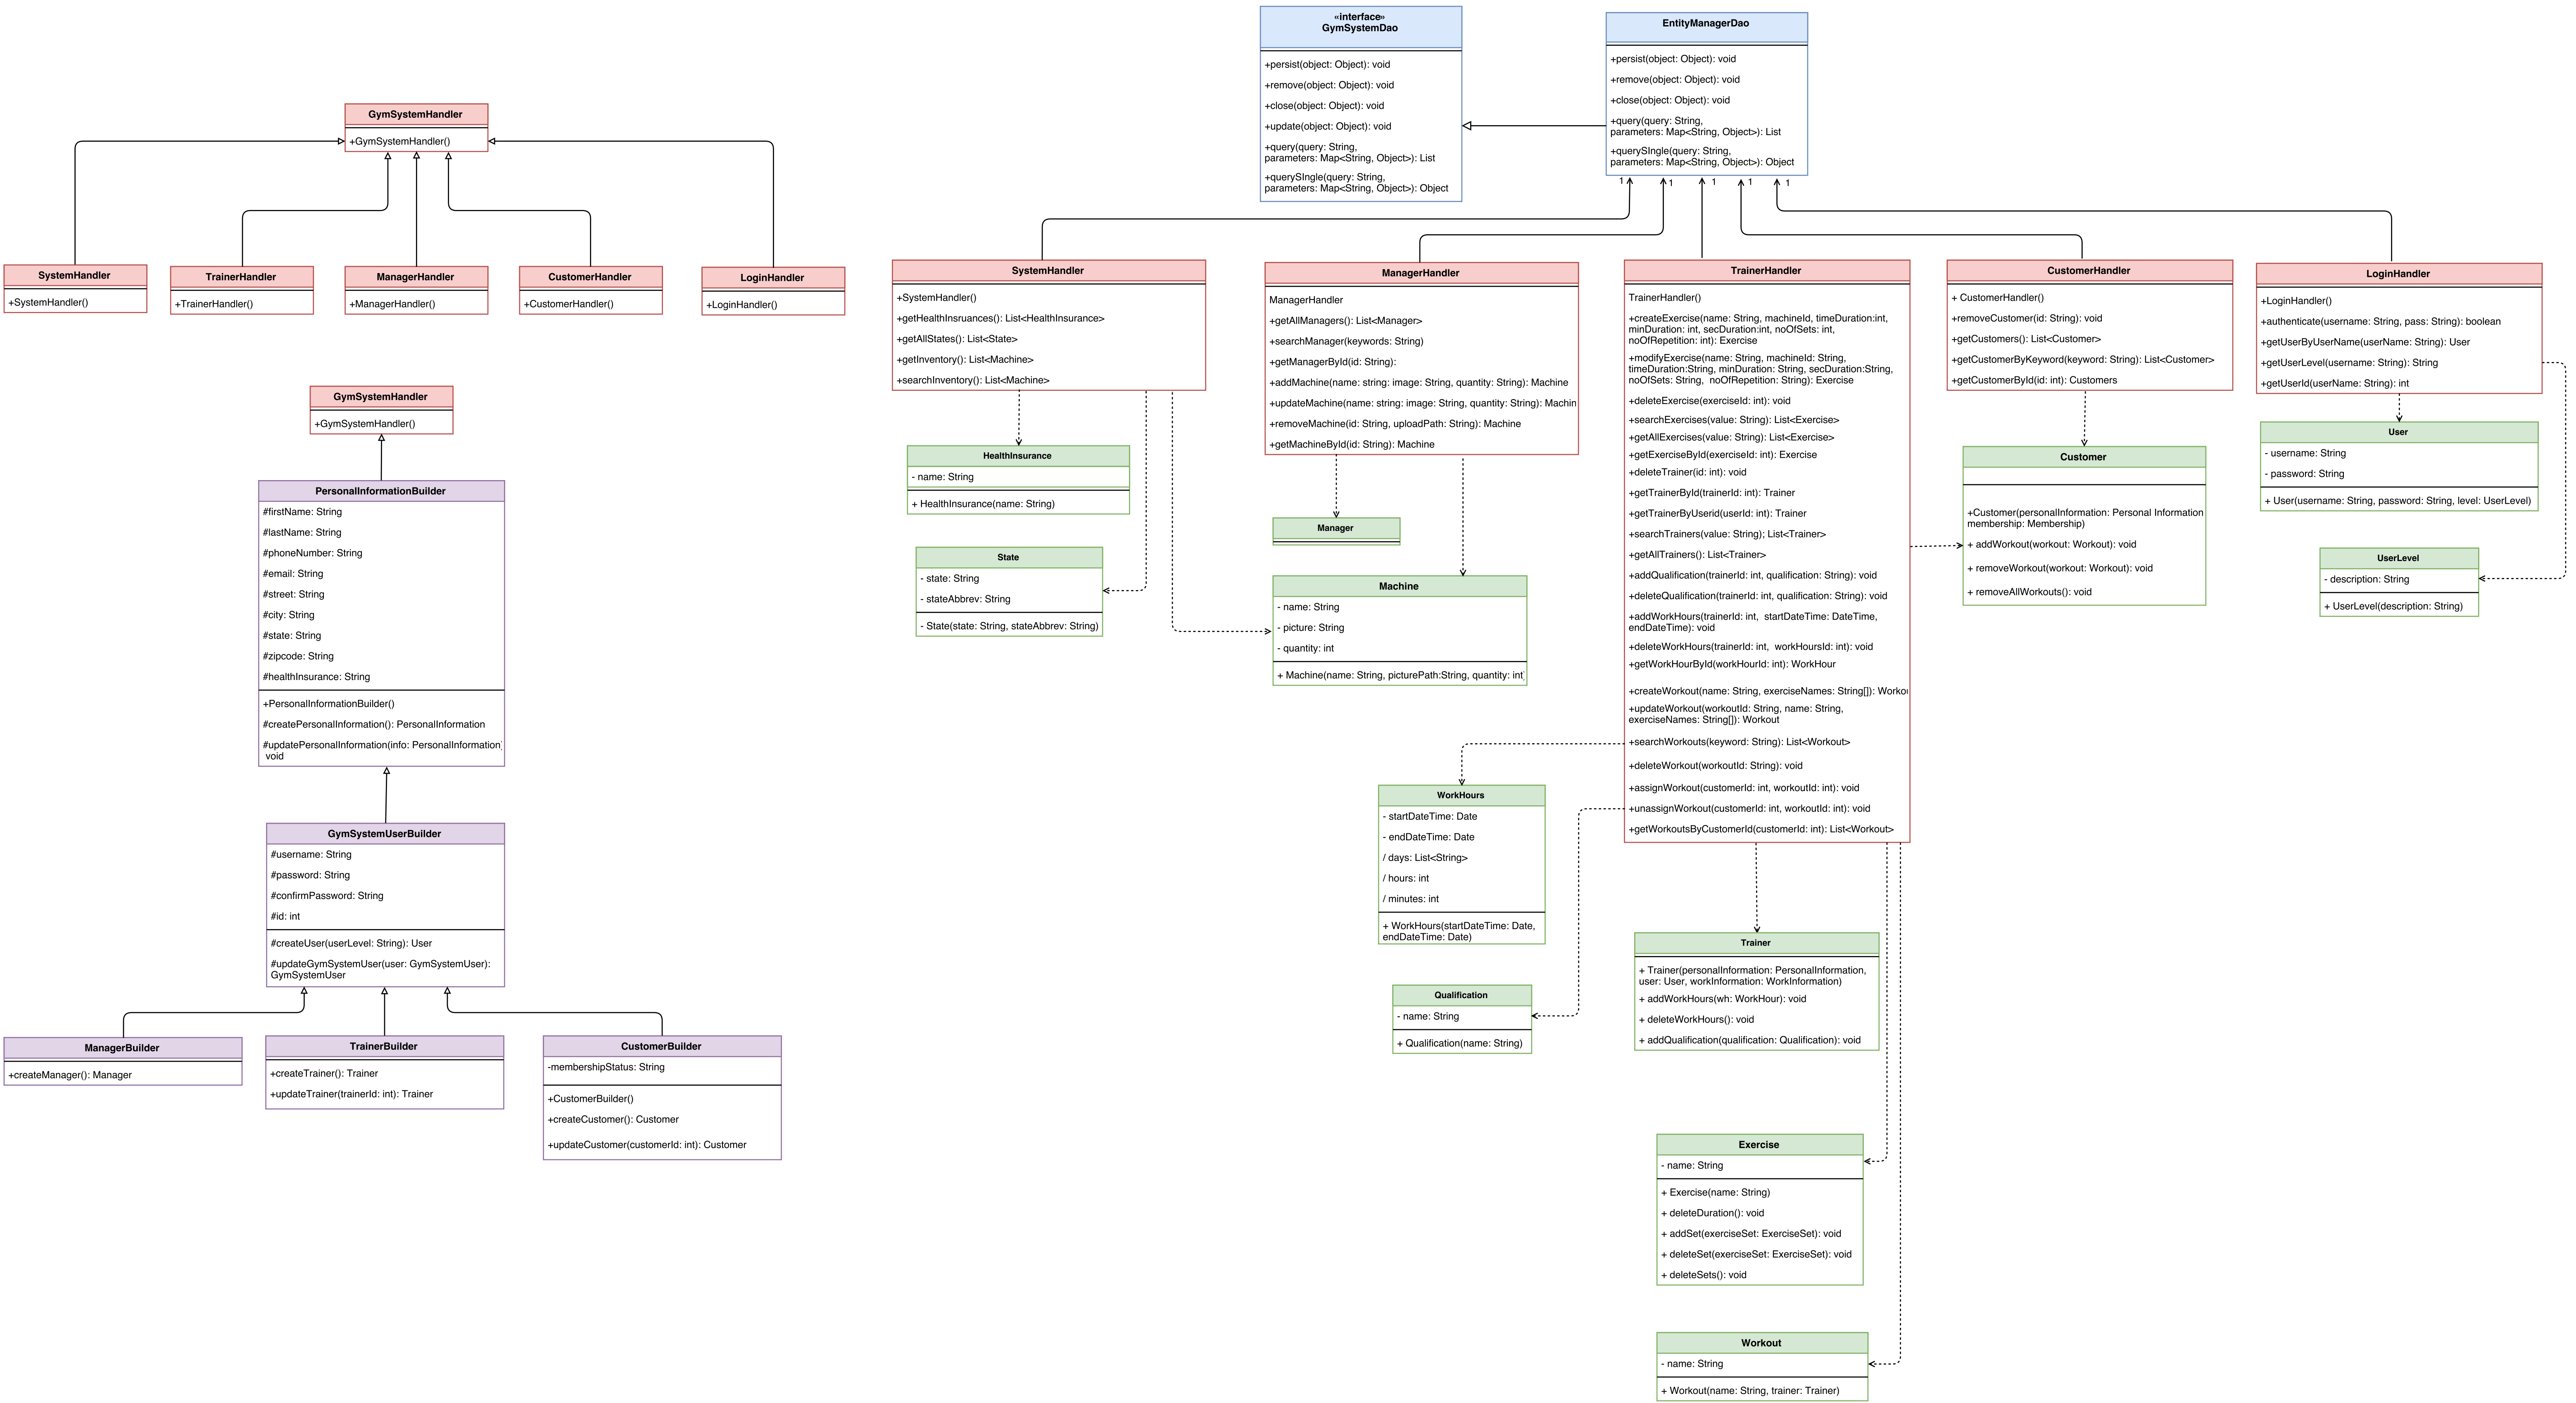 «interface»
GymSystemDao
+persist(object: Object): void
+remove(object: Object): void
+close(object: Object): void
+update(object: Object): void
+query(query: String,
parameters: Map<String, Object>): List
+querySIngle(query: String,
parameters: Map<String, Object>): Object
EntityManagerDao
+persist(object: Object): void
+remove(object: Object): void
+close(object: Object): void
+query(query: String,
parameters: Map<String, Object>): List
+querySIngle(query: String,
parameters: Map<String, Object>): Object
1
1
1
1
1
GymSystemHandler
+GymSystemHandler()
SystemHandler
+SystemHandler()
TrainerHandler
+TrainerHandler()
ManagerHandler
+ManagerHandler()
CustomerHandler
+CustomerHandler()
LoginHandler
+LoginHandler()
GymSystemHandler
+GymSystemHandler()
PersonalInformationBuilder
#firstName: String
#lastName: String
#phoneNumber: String
#email: String
#street: String
#city: String
#state: String
#zipcode: String
#healthInsurance: String
+PersonalInformationBuilder()
#createPersonalInformation(): PersonalInformation
#updatePersonalInformation(info: PersonalInformation)
void
GymSystemUserBuilder
#username: String
#password: String
#confirmPassword: String
#id: int
#createUser(userLevel: String): User
#updateGymSystemUser(user: GymSystemUser):
GymSystemUser
ManagerBuilder
+createManager(): Manager
TrainerBuilder
+createTrainer(): Trainer
+updateTrainer(trainerId: int): Trainer
CustomerBuilder
-membershipStatus: String
+CustomerBuilder()
+createCustomer(): Customer
+updateCustomer(customerId: int): Customer
SystemHandler
+SystemHandler()
+getHealthInsruances(): List<HealthInsurance>
+getAllStates(): List<State>
+getInventory(): List<Machine>
+searchInventory(): List<Machine>
HealthInsurance
- name: String
+ HealthInsurance(name: String)
State
- state: String
- stateAbbrev: String
- State(state: String, stateAbbrev: String)
ManagerHandler
ManagerHandler
+getAllManagers(): List<Manager>
+searchManager(keywords: String)
+getManagerById(id: String):
+addMachine(name: string: image: String, quantity: String): Machine
+updateMachine(name: string: image: String, quantity: String): Machin
+removeMachine(id: String, uploadPath: String): Machine
+getMachineById(id: String): Machine
Manager
Machine
- name: String
- picture: String
- quantity: int
+ Machine(name: String, picturePath:String, quantity: int)
TrainerHandler
TrainerHandler()
+createExercise(name: String, machineId, timeDuration:int,
minDuration: int, secDuration:int, noOfSets: int,
noOfRepetition: int): Exercise
+modifyExercise(name: String, machineId: String,
timeDuration:String, minDuration: String, secDuration:String,
noOfSets: String,  noOfRepetition: String): Exercise
+deleteExercise(exerciseId: int): void
+searchExercises(value: String): List<Exercise>
+getAllExercises(value: String): List<Exercise>
+getExerciseById(exerciseId: int): Exercise
+deleteTrainer(id: int): void
+getTrainerById(trainerId: int): Trainer
+getTrainerByUserid(userId: int): Trainer
+searchTrainers(value: String); List<Trainer>
+getAllTrainers(): List<Trainer>
+addQualification(trainerId: int, qualification: String): void
+deleteQualification(trainerId: int, qualification: String): void
+addWorkHours(trainerId: int,  startDateTime: DateTime,
endDateTime): void
+deleteWorkHours(trainerId: int,  workHoursId: int): void
+getWorkHourById(workHourId: int): WorkHour
+createWorkout(name: String, exerciseNames: String[]): Workou
+updateWorkout(workoutId: String, name: String,
exerciseNames: String[]): Workout
+searchWorkouts(keyword: String): List<Workout>
+deleteWorkout(workoutId: String): void
+assignWorkout(customerId: int, workoutId: int): void
+unassignWorkout(customerId: int, workoutId: int): void
+getWorkoutsByCustomerId(customerId: int): List<Workout>
CustomerHandler
+ CustomerHandler()
+removeCustomer(id: String): void
+getCustomers(): List<Customer>
+getCustomerByKeyword(keyword: String): List<Customer>
+getCustomerById(id: int): Customers
Customer
+Customer(personalInformation: Personal Information
membership: Membership)
+ addWorkout(workout: Workout): void
+ removeWorkout(workout: Workout): void
+ removeAllWorkouts(): void
LoginHandler
+LoginHandler()
+authenticate(username: String, pass: String): boolean
+getUserByUserName(userName: String): User
+getUserLevel(username: String): String
+getUserId(userName: String): int
User
- username: String
- password: String
+ User(username: String, password: String, level: UserLevel)
UserLevel
- description: String
+ UserLevel(description: String)
WorkHours
- startDateTime: Date
- endDateTime: Date
/ days: List<String>
/ hours: int
/ minutes: int
+ WorkHours(startDateTime: Date,
endDateTime: Date)
Qualification
- name: String
+ Qualification(name: String)
Trainer
+ Trainer(personalInformation: PersonalInformation,
user: User, workInformation: WorkInformation)
+ addWorkHours(wh: WorkHour): void
+ deleteWorkHours(): void
+ addQualification(qualification: Qualification): void
Exercise
- name: String
+ Exercise(name: String)
+ deleteDuration(): void
+ addSet(exerciseSet: ExerciseSet): void
+ deleteSet(exerciseSet: ExerciseSet): void
+ deleteSets(): void
Workout
- name: String
+ Workout(name: String, trainer: Trainer)